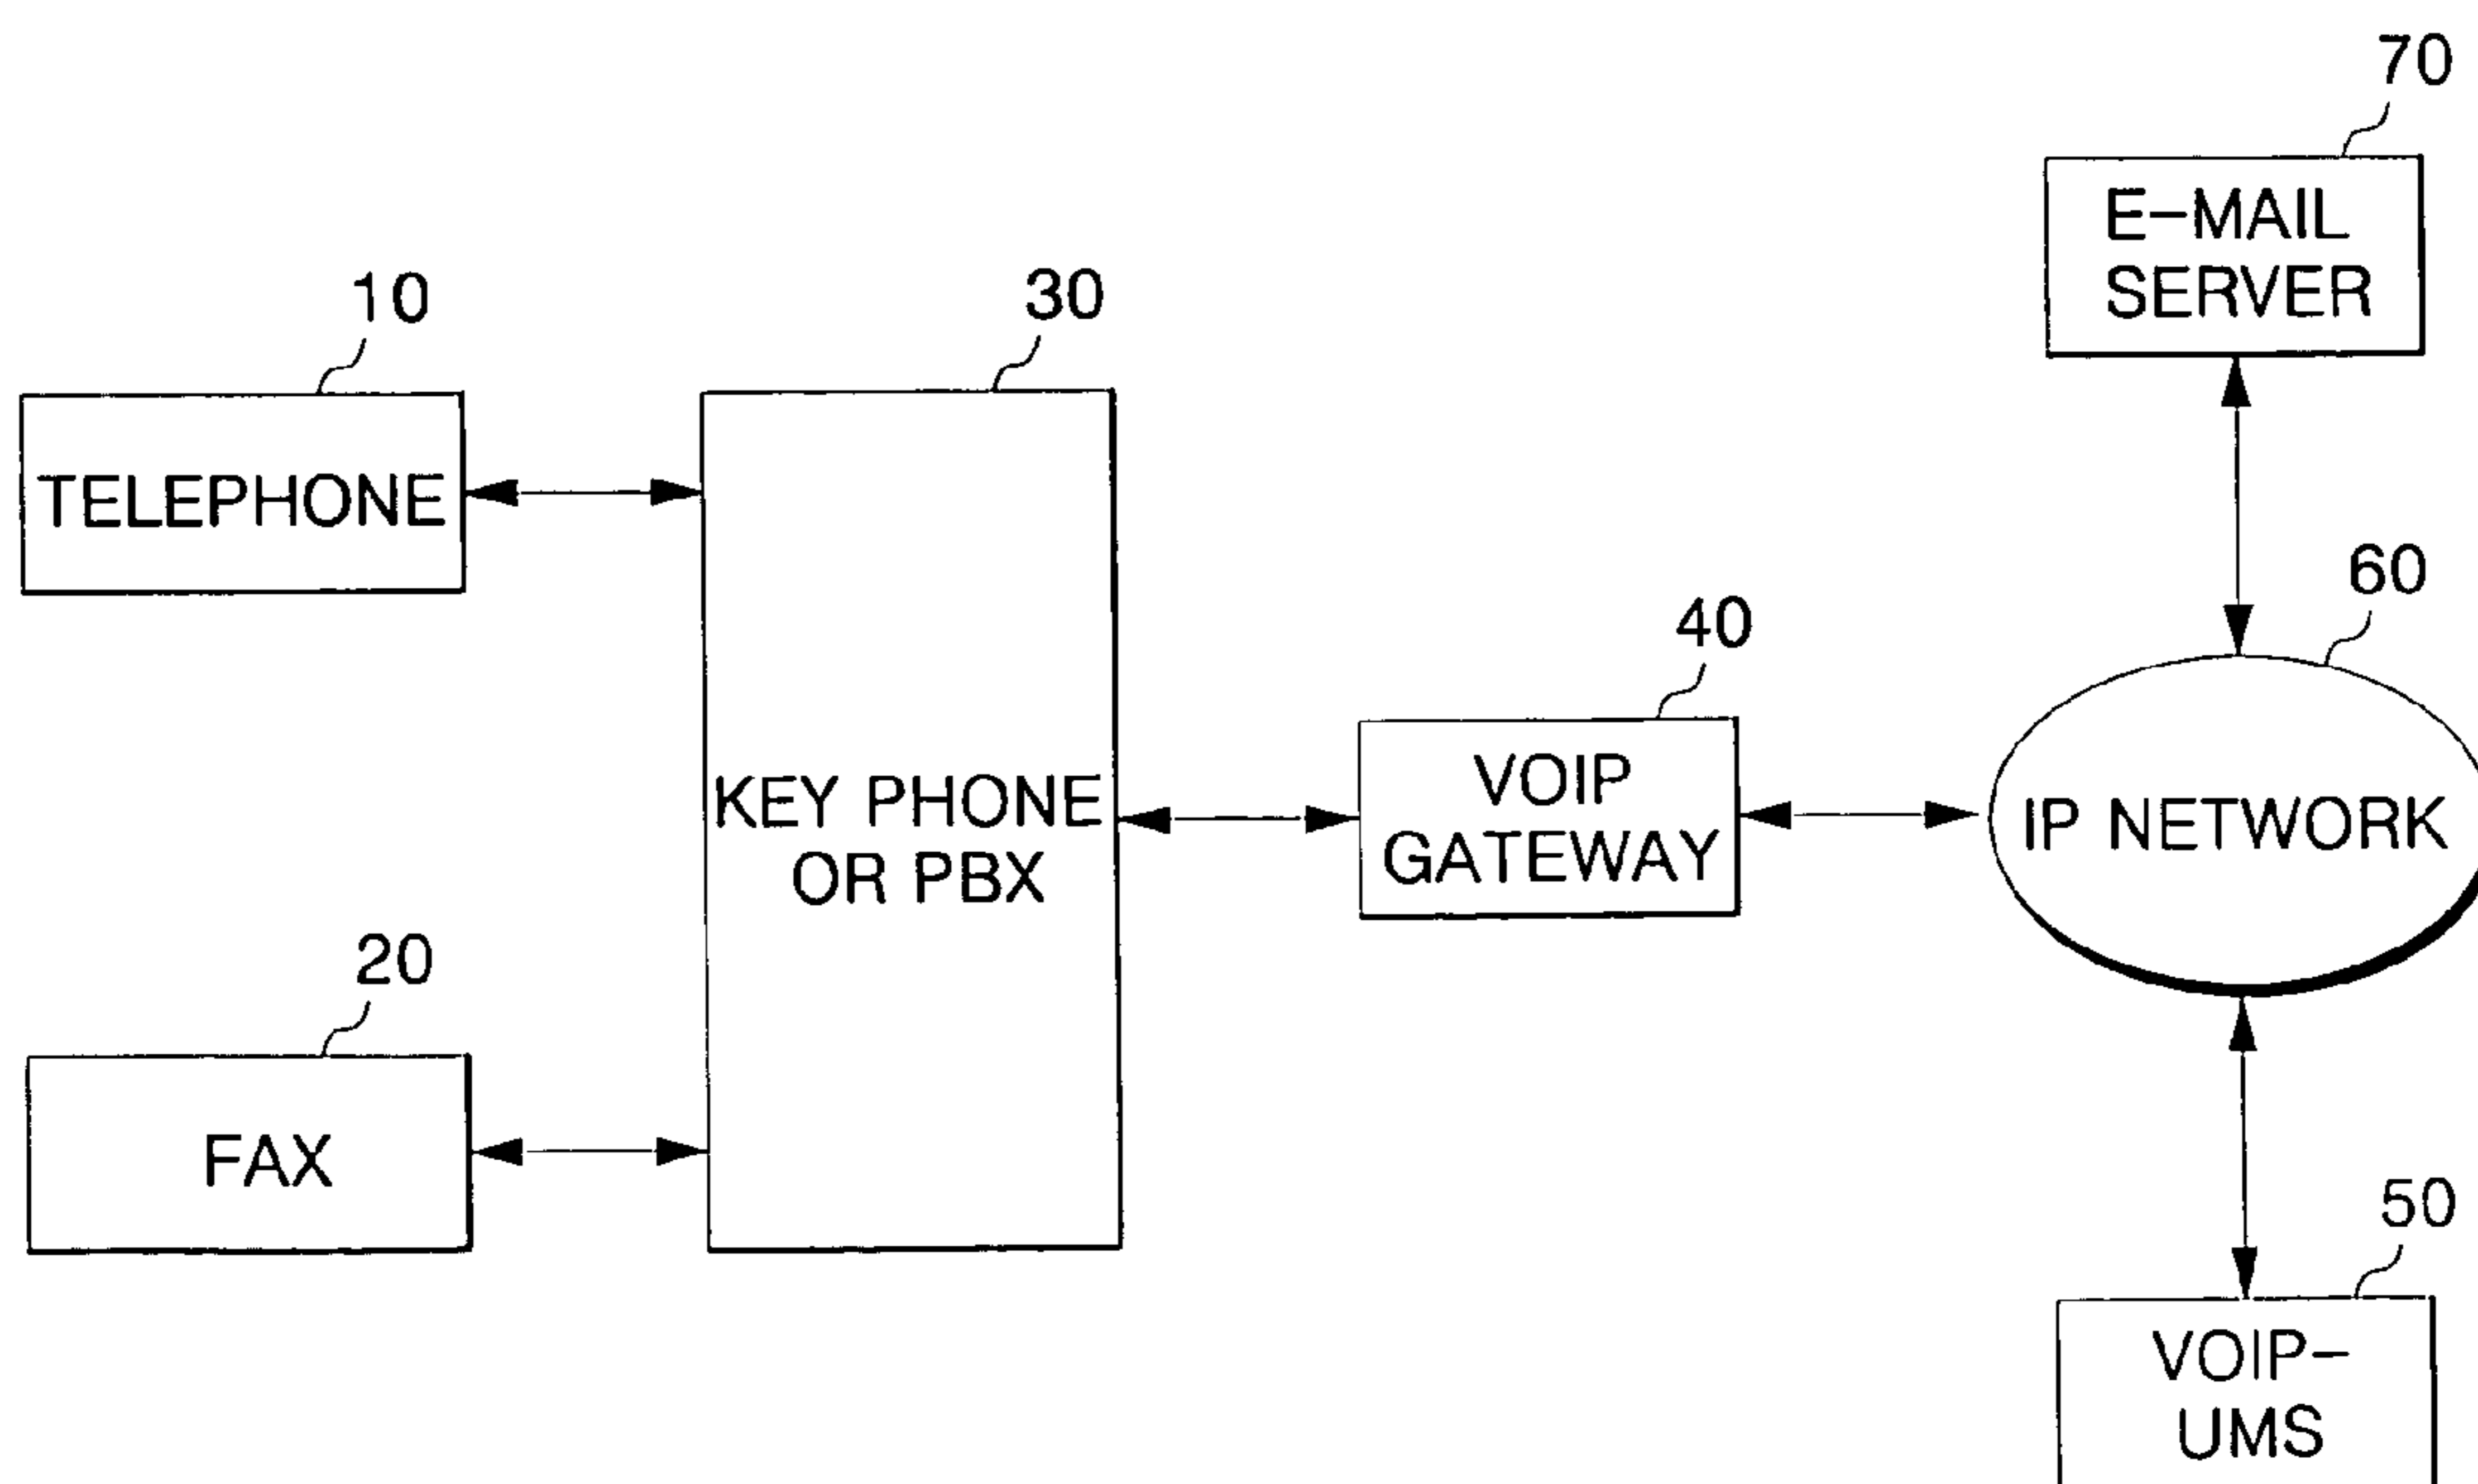 70
E-MAIL
SERVER
10
30
TELEPHONE
60
40
KEY PHONE
OR PBX
VOIP
GATEWAY
IP NETWORK
20
FAX
50
VOIP-
UMS